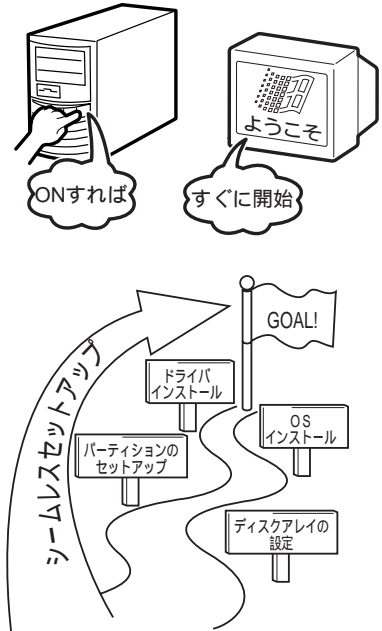 ようこそ
ONすれば
すぐに開始
GOAL!
ドライバ
インストール
OS
インストール
パーティションの
セットアップ
シームレスセットアップ
ディスクアレイの
設定